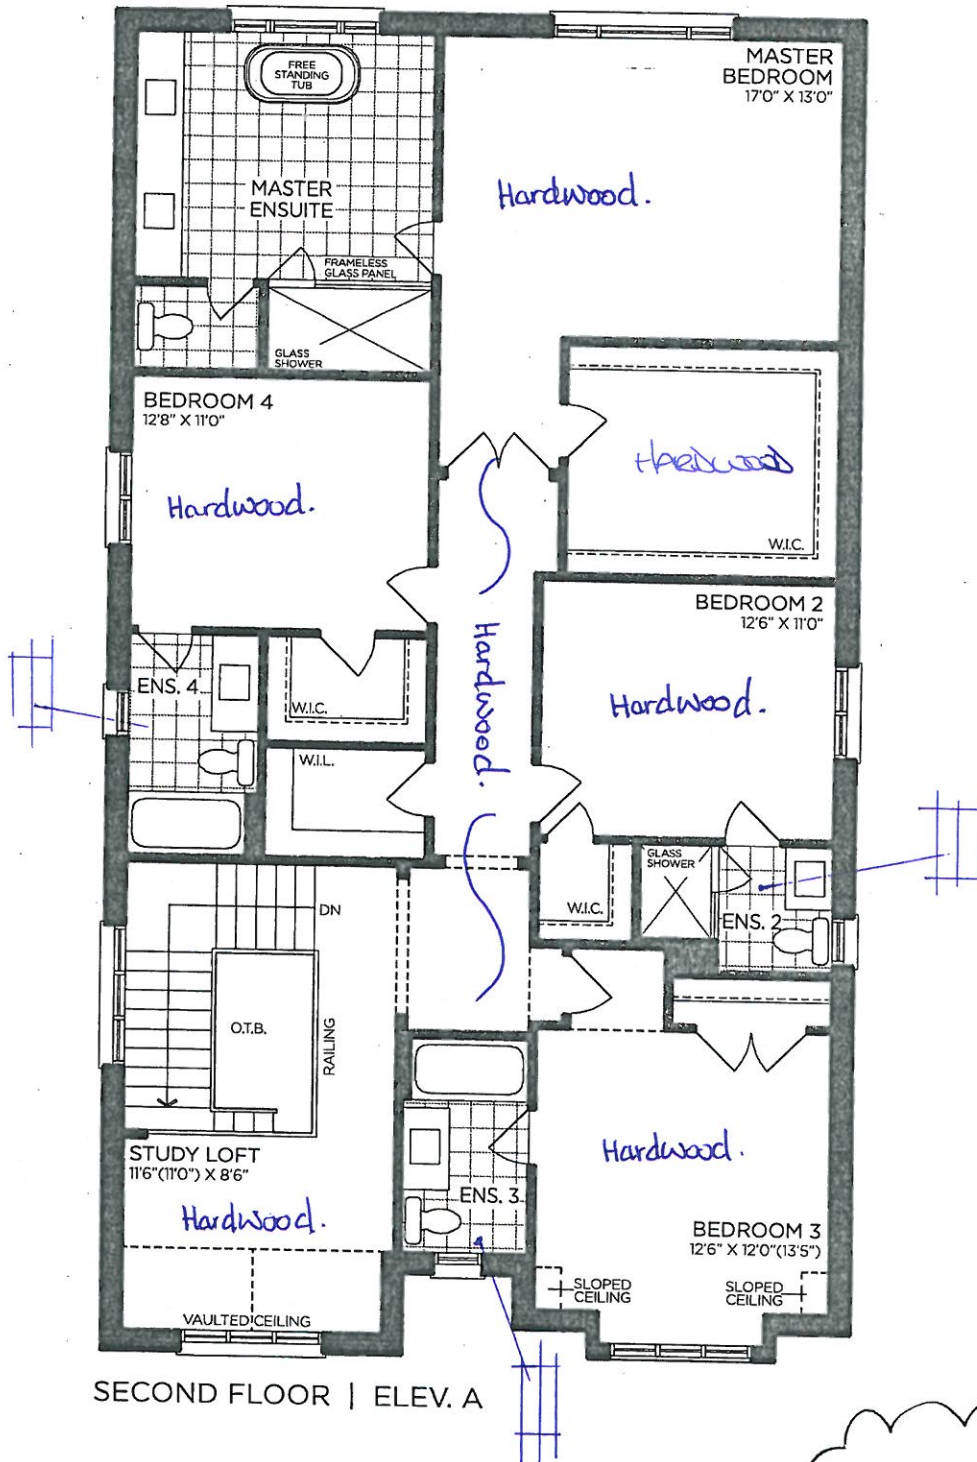 FREE
STANDING
TUB
MASTER
BEDROOM
17'0" X 13'0"
MASTER
ENSUITE
Hardwood.
FRAMELESS
GLASS PANEL
GLASS
SHOWER
BEDROOM 4
12'8" X 11'0"
HARDWOOD
Hardwood.
W.I.C.
BEDROOM 2
12'6" X 11'0"
Hardwood.
ENS. 4
W.I.C.
Hardwood.
W.I.L.
GLASS
SHOWER
W.I.C.
ENS. 2
DN
O.T.B.
RAILING
STUDY LOFT
11'6"(11'0") X 8'6"
Hardwood.
Hardwood.
ENS. 3
BEDROOM 3
12'6" X 12'0"(13'5")
SLOPED
CEILING
SLOPED
CEILING
VAULTED CEILING
SECOND FLOOR | ELEV. A